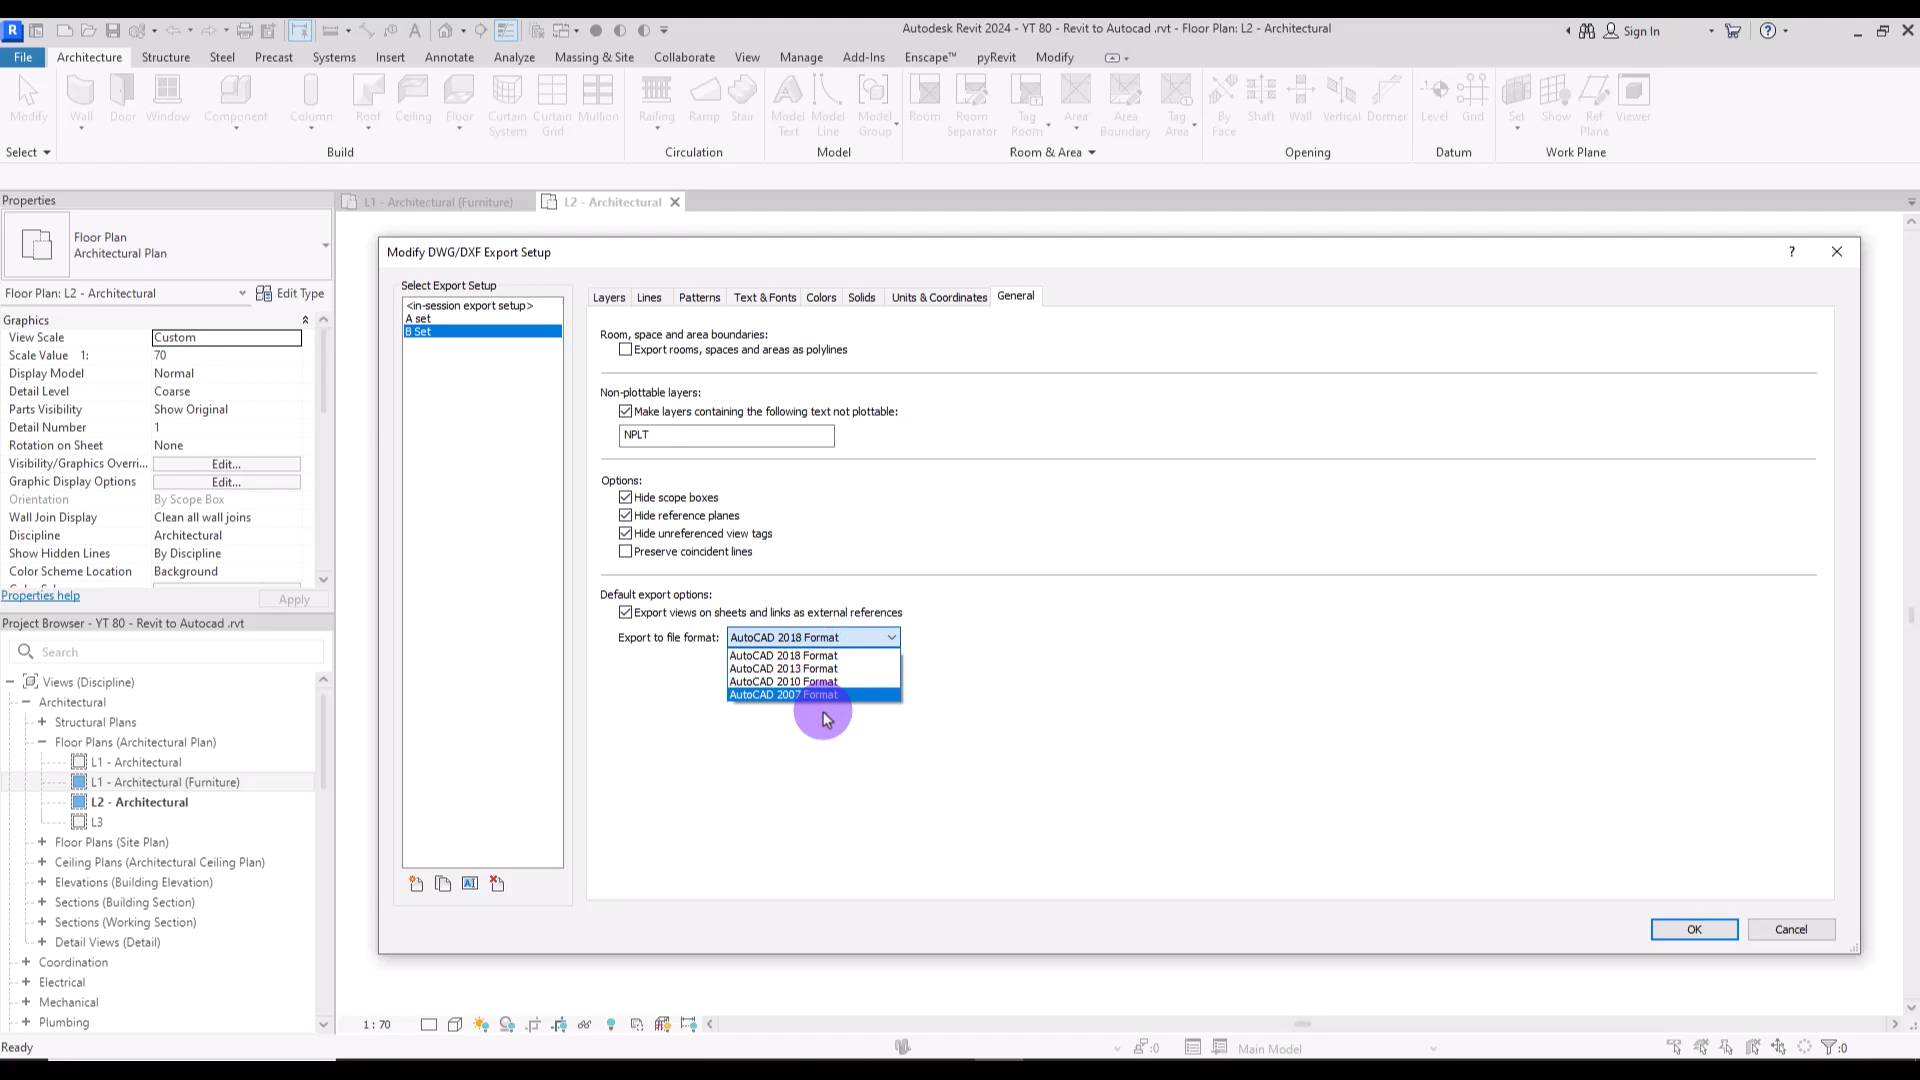 Autodesk Revit 2024 - YT 80 - Revit to Autocad .rvt - Floor Plan: L2 - Architectural
Sign In
File Architecture Structure Steel Precast Systems Insert Annotate Analyze Massing & Site Collaborate View Manage Add-Ins Enscape™ pyRevit Modify
Modify Wall Door Window Component Column Roof Ceiling Floor Curtain System Curtain Grid Mullion Railing Ramp Stair Model Text Model Line Model Group Room Room Separator Tag Room Area Area Boundary Tag Area By Face Shaft Wall Vertical Dormer Level Grid Set Show Ref Plane Viewer
Select Build Circulation Model Room & Area Opening Datum Work Plane
Properties
L1 - Architectural (Furniture) L2 - Architectural
Floor Plan
Architectural Plan
Floor Plan: L2 - Architectural Edit Type
Graphics
View Scale Custom
Scale Value 1: 70
Display Model Normal
Detail Level Coarse
Parts Visibility Show Original
Detail Number 1
Rotation on Sheet None
Visibility/Graphics Overri... Edit...
Graphic Display Options Edit...
Orientation By Scope Box
Wall Join Display Clean all wall joins
Discipline Architectural
Show Hidden Lines By Discipline
Color Scheme Location Background
Properties help Apply
Project Browser - YT 80 - Revit to Autocad .rvt
Search
Views (Discipline)
Architectural
Structural Plans
Floor Plans (Architectural Plan)
L1 - Architectural
L1 - Architectural (Furniture)
L2 - Architectural
L3
Floor Plans (Site Plan)
Ceiling Plans (Architectural Ceiling Plan)
Elevations (Building Elevation)
Sections (Building Section)
Sections (Working Section)
Detail Views (Detail)
Coordination
Electrical
Mechanical
Plumbing
Modify DWG/DXF Export Setup
Select Export Setup
<in-session export setup>
A set
B Set
Layers Lines Patterns Text & Fonts Colors Solids Units & Coordinates General
Room, space and area boundaries:
Export rooms, spaces and areas as polylines
Non-plottable layers:
Make layers containing the following text not plottable:
NPLT
Options:
Hide scope boxes
Hide reference planes
Hide unreferenced view tags
Preserve coincident lines
Default export options:
Export views on sheets and links as external references
Export to file format: AutoCAD 2018 Format
AutoCAD 2018 Format
AutoCAD 2013 Format
AutoCAD 2010 Format
AutoCAD 2007 Format
OK Cancel
1 : 70
Ready :0 Main Model :0